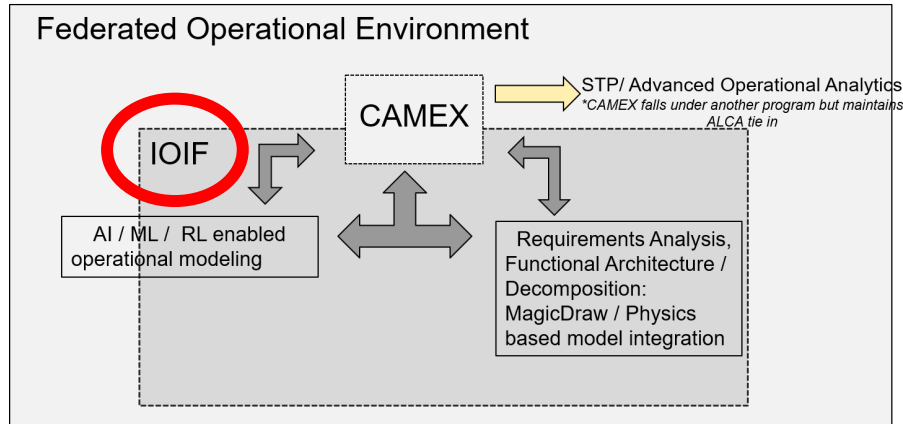 Federated Operational Environment
STP/ Advanced Operational Analytics
*CAMEX falls under another program but maintains
ALCA tie in
CAMEX
IOIF
AI / ML / RL enabled
operational modeling
Requirements Analysis,
Functional Architecture /
Decomposition:
MagicDraw / Physics
based model integration